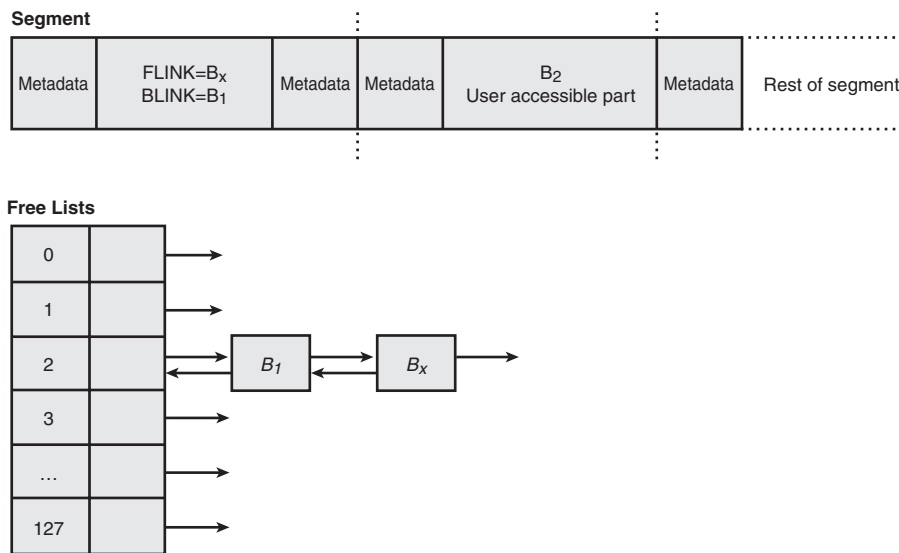 Segment
Metadata
FLINK=Bx
BLINK=B1
Metadata
Metadata
B2
User accessible part
Metadata
Rest of segment
Free Lists
0
1
2
B1
Bx
3
...
127